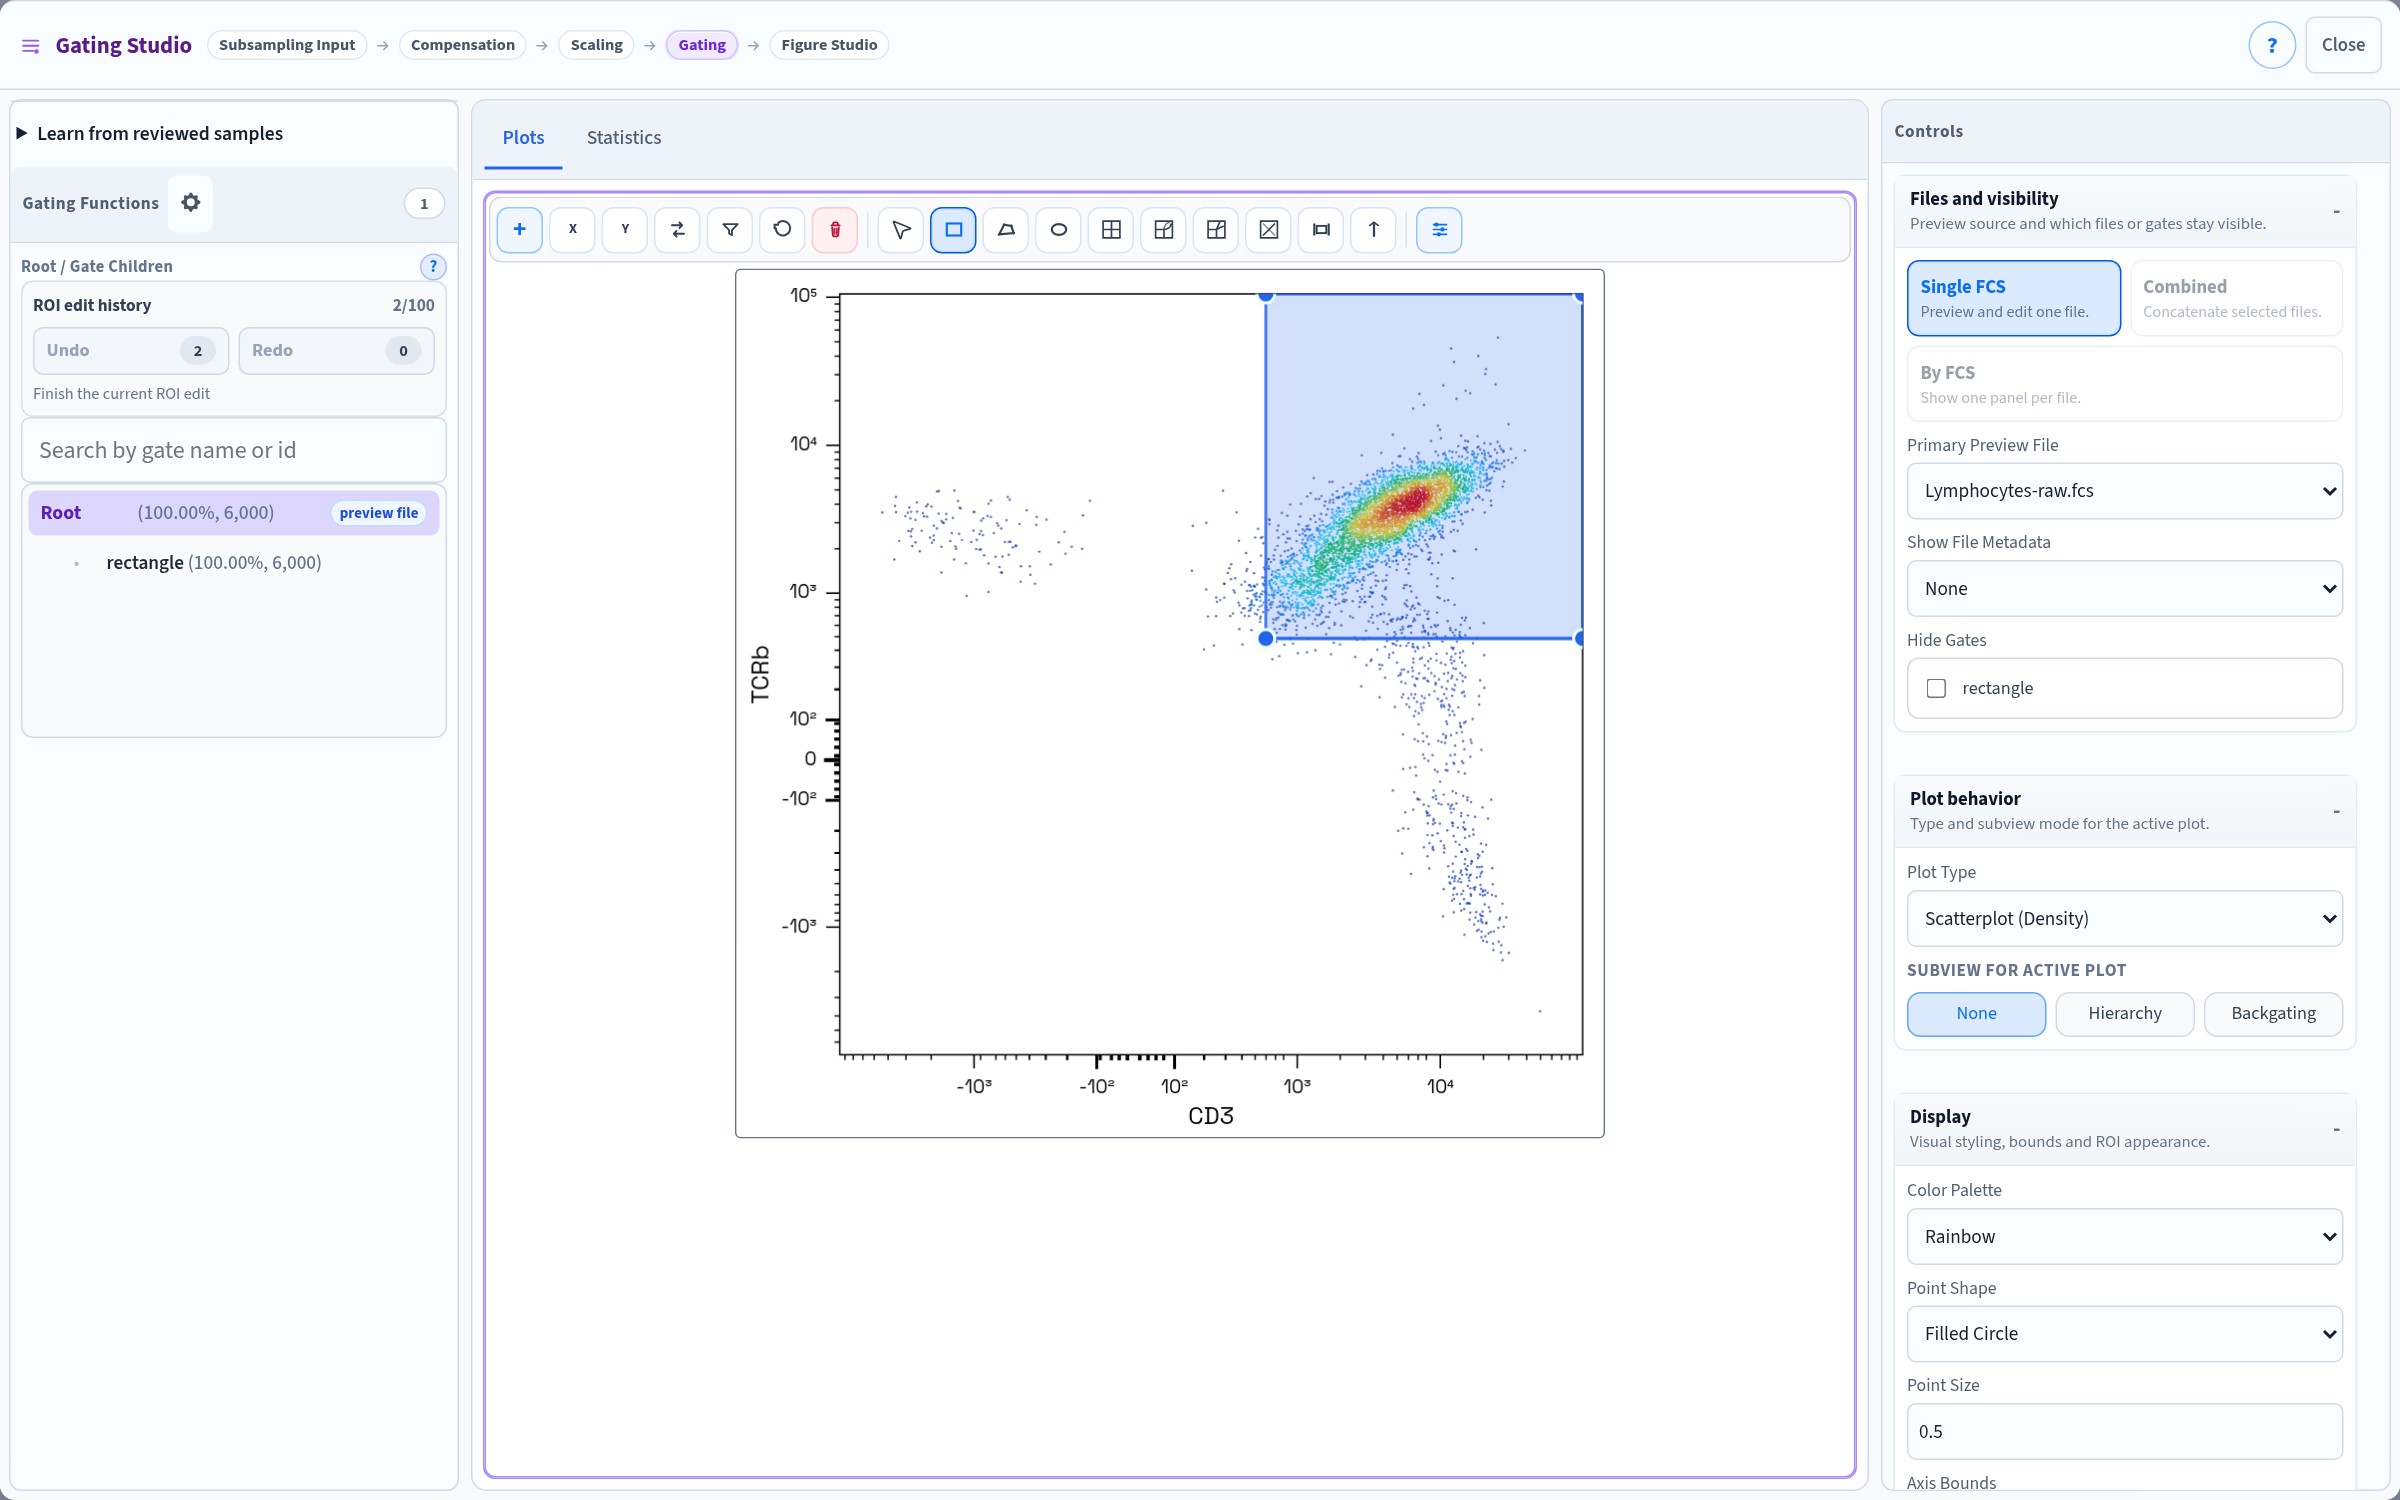 Gating Studio
Subsampling Input → Compensation → Scaling → Gating → Figure Studio
?
Close
Learn from reviewed samples
Gating Functions
1
Root / Gate Children
?
ROI edit history
2/100
Undo 2
Redo 0
Finish the current ROI edit
Search by gate name or id
Root (100.00%, 6,000) preview file
rectangle (100.00%, 6,000)
Plots
Statistics
X
Y
10⁵
10⁴
10³
10²
0
-10²
-10³
TCRb
-10³ -10² 10² 10³ 10⁴
CD3
Controls
Files and visibility
Preview source and which files or gates stay visible.
-
Single FCS
Preview and edit one file.
Combined
Concatenate selected files.
By FCS
Show one panel per file.
Primary Preview File
Lymphocytes-raw.fcs
Show File Metadata
None
Hide Gates
rectangle
Plot behavior
Type and subview mode for the active plot.
-
Plot Type
Scatterplot (Density)
SUBVIEW FOR ACTIVE PLOT
None
Hierarchy
Backgating
Display
Visual styling, bounds and ROI appearance.
-
Color Palette
Rainbow
Point Shape
Filled Circle
Point Size
0.5
Axis Bounds